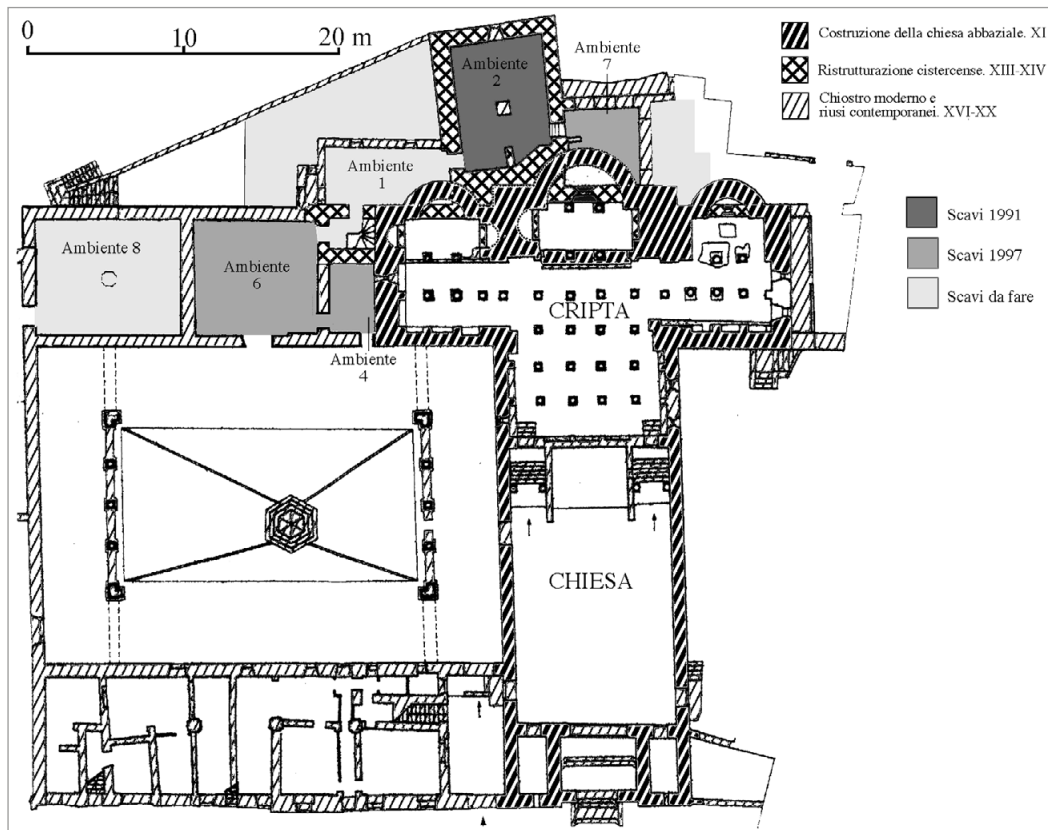 0
10
20 m
Ambiente
2
Ambiente
7
Costruzione della chiesa abbaziale. XI
Ristrutturazione cistercense. XIII-XIV
Chiostro moderno e
riusi contemporanei. XVI-XX
Ambiente
1
Scavi 1991
Scavi 1997
Scavi da fare
Ambiente 8
Ambiente
6
CRIPTA
Ambiente
4
CHIESA